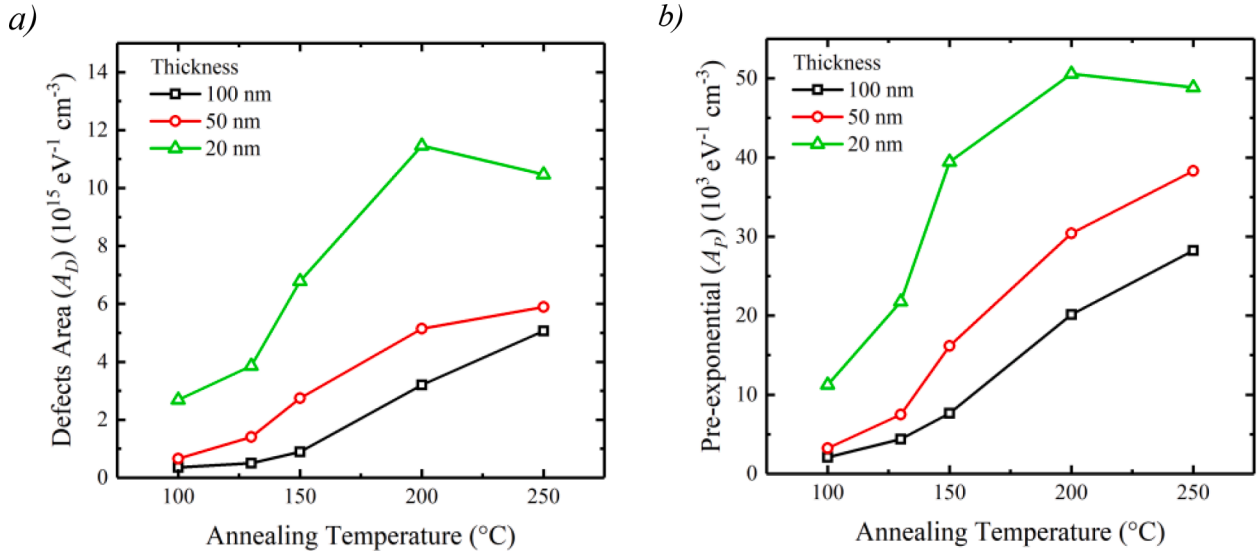 a)
Defects Area (A_D) (10^15 eV^-1 cm^-3)
14
12
10
8
6
4
2
0
Thickness
100 nm
50 nm
20 nm
100
150
200
250
Annealing Temperature (°C)
b)
Pre-exponential (A_P) (10^3 eV^-1 cm^-3)
50
40
30
20
10
0
Thickness
100 nm
50 nm
20 nm
100
150
200
250
Annealing Temperature (°C)